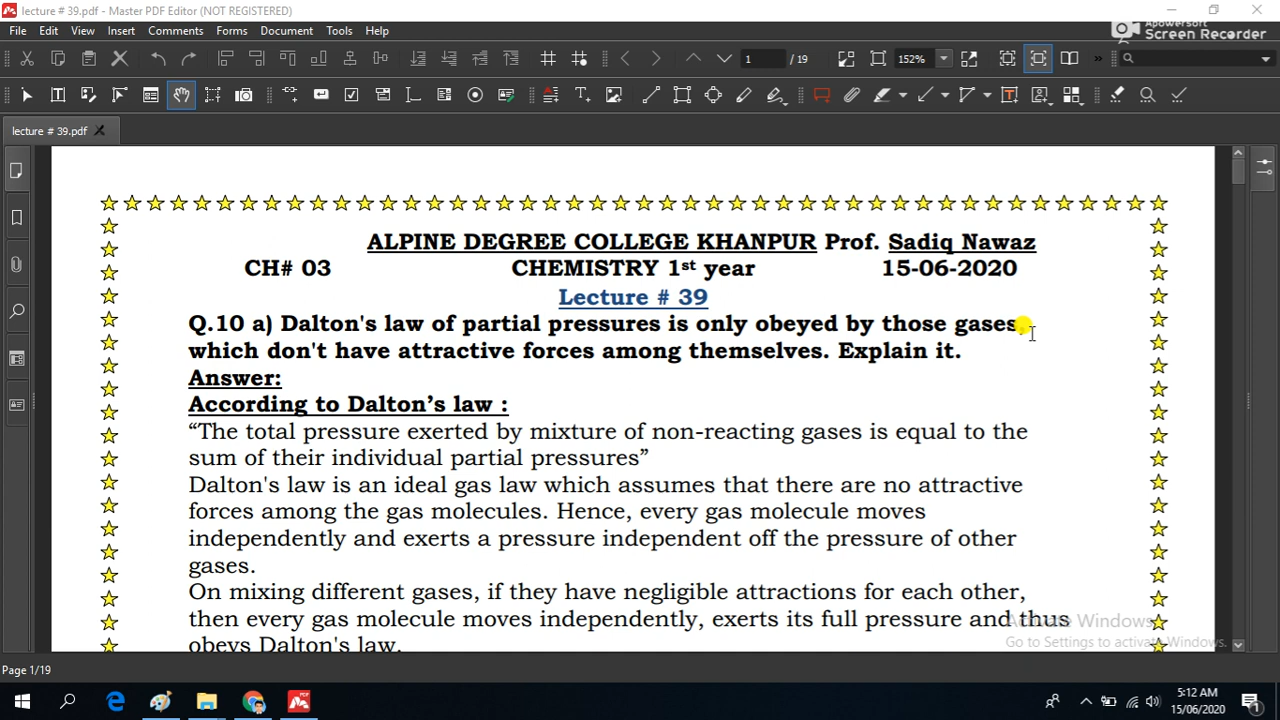 lecture # 39.pdf - Master PDF Editor (NOT REGISTERED)
File Edit View Insert Comments Forms Document Tools Help
Apowersoft
Screen Recorder
1 / 19 152%
lecture # 39.pdf
ALPINE DEGREE COLLEGE KHANPUR Prof. Sadiq Nawaz
CH# 03 CHEMISTRY 1st year 15-06-2020
Lecture # 39
Q.10 a) Dalton's law of partial pressures is only obeyed by those gases,
which don't have attractive forces among themselves. Explain it.
Answer:
According to Dalton’s law :
“The total pressure exerted by mixture of non-reacting gases is equal to the
sum of their individual partial pressures”
Dalton's law is an ideal gas law which assumes that there are no attractive
forces among the gas molecules. Hence, every gas molecule moves
independently and exerts a pressure independent off the pressure of other
gases.
On mixing different gases, if they have negligible attractions for each other,
then every gas molecule moves independently, exerts its full pressure and thus
obeys Dalton's law.
Activate Windows
Go to Settings to activate Windows.
Page 1/19
5:12 AM
15/06/2020
1